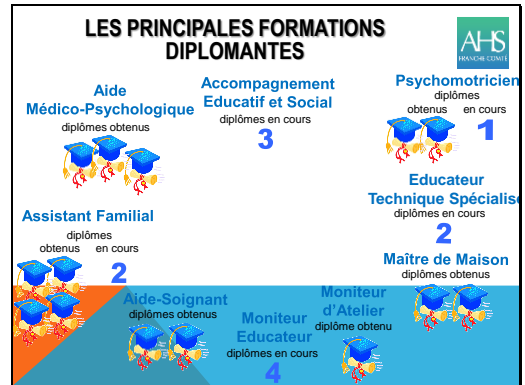 LES PRINCIPALES FORMATIONS
DIPLOMANTES
AHS
FRANCHE-COMTÉ
Aide
Médico-Psychologique
diplômes obtenus
Accompagnement
Educatif et Social
diplômes en cours
3
Psychomotricien
diplômes
obtenus en cours
1
Educateur
Technique Spécialisé
diplômes en cours
2
Assistant Familial
diplômes
obtenus en cours
2
Maître de Maison
diplômes obtenus
Aide-Soignant
diplômes obtenus
Moniteur
Educateur
diplômes en cours
4
Moniteur
d'Atelier
diplôme obtenu